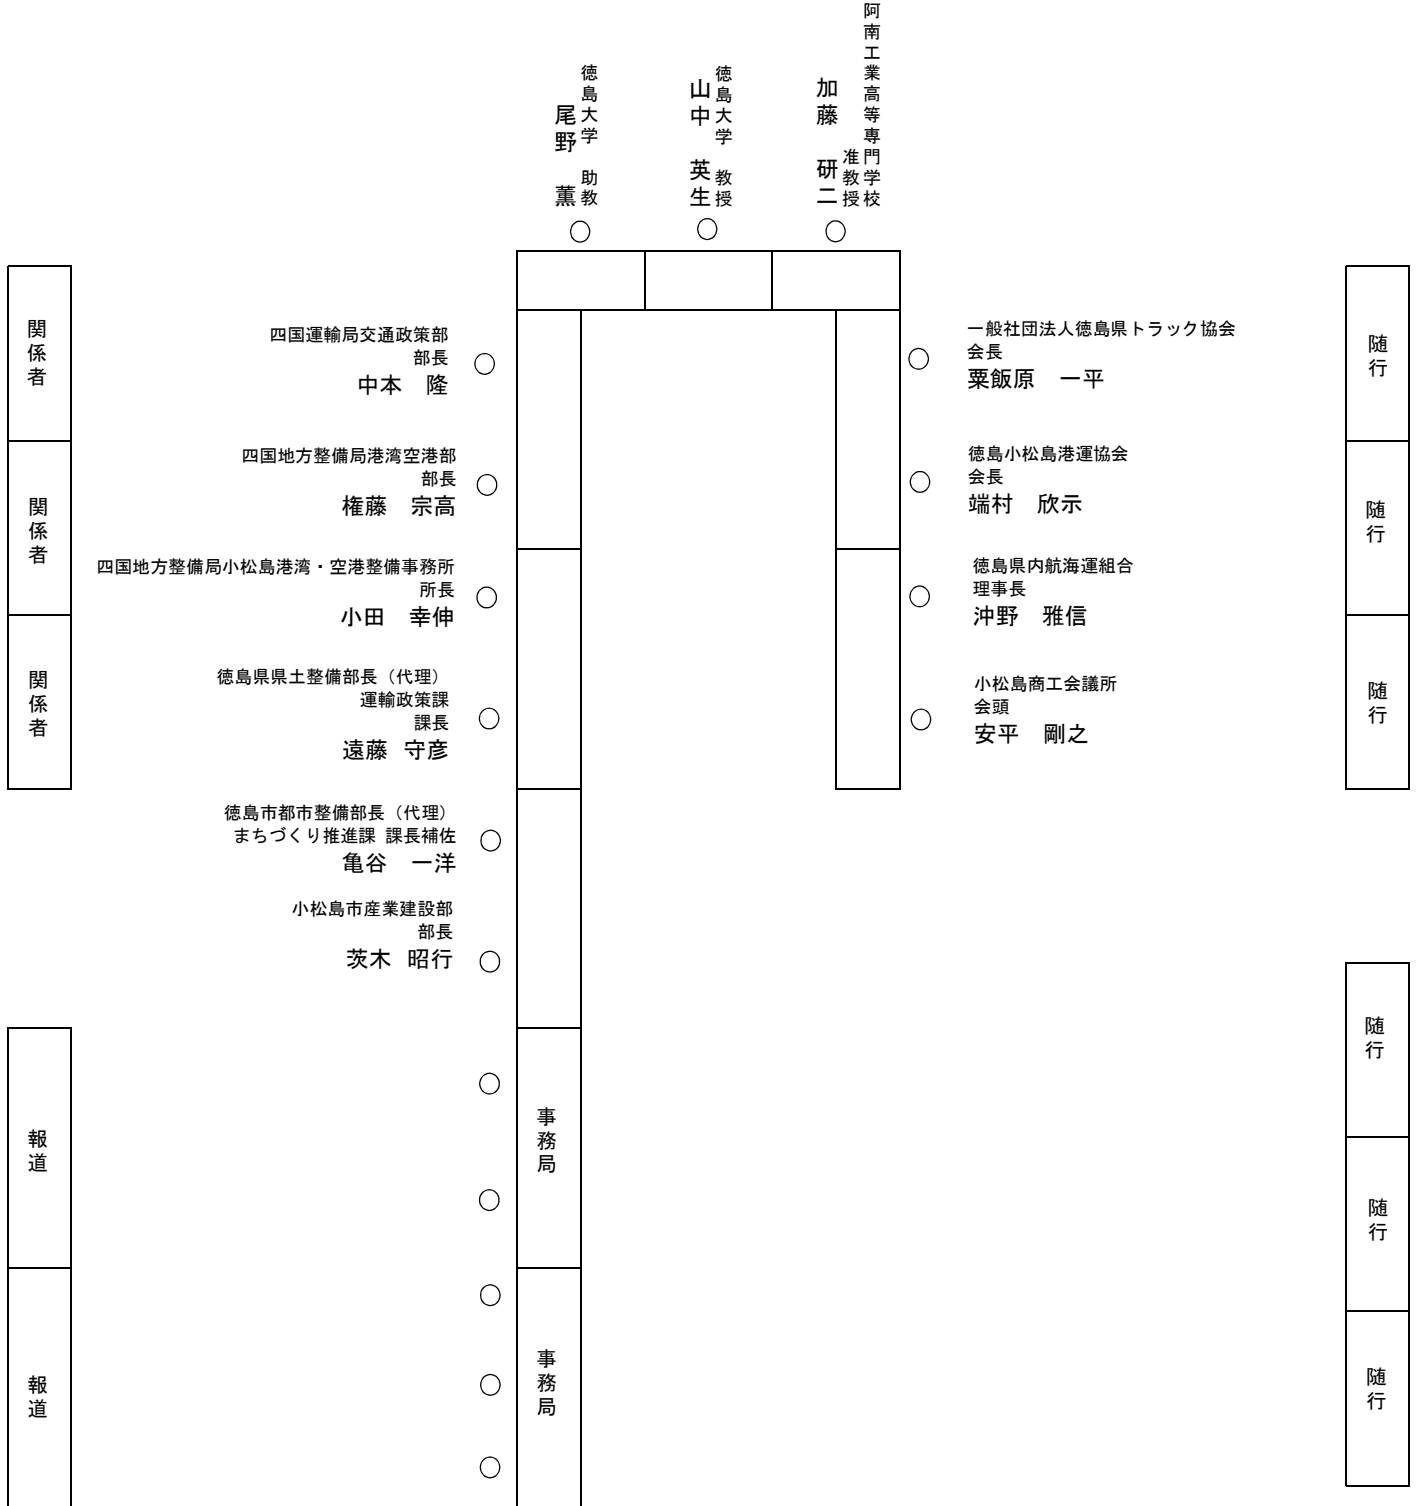 阿南工業高等専門学校
准教授
加藤　研二
徳島大学　教授
山中　英生
徳島大学　助教
尾野　薫
関係者
関係者
関係者
四国運輸局交通政策部
部長
中本　隆
四国地方整備局港湾空港部
部長
権藤　宗高
四国地方整備局小松島港湾・空港整備事務所
所長
小田　幸伸
徳島県県土整備部長（代理）
運輸政策課
課長
遠藤 守彦
徳島市都市整備部長（代理）
まちづくり推進課 課長補佐
亀谷　一洋
小松島市産業建設部
部長
茨木 昭行
一般社団法人徳島県トラック協会
会長
粟飯原　一平
徳島小松島港運協会
会長
端村　欣示
徳島県内航海運組合
理事長
沖野　雅信
小松島商工会議所
会頭
安平　剛之
随行
随行
随行
報道
報道
事務局
事務局
随行
随行
随行